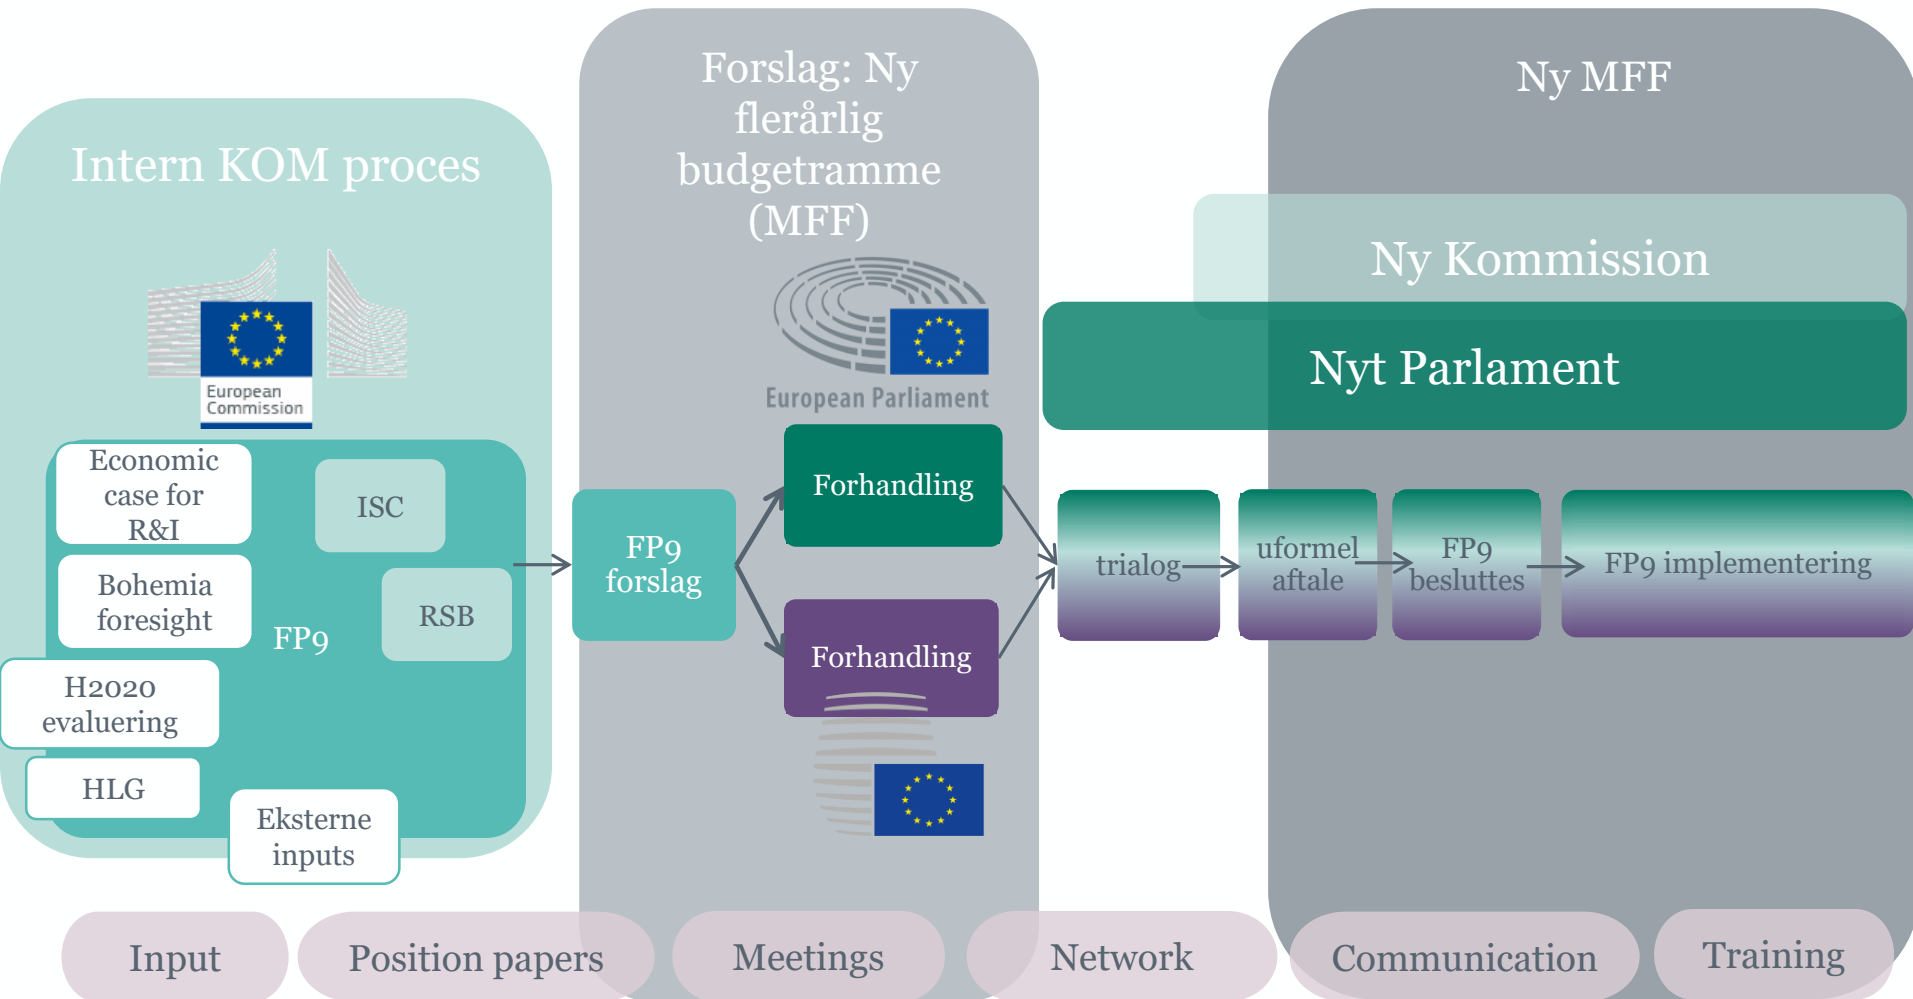 Intern KOM proces
European
Commission
Economic
case for
R&I
ISC
Bohemia
foresight
RSB
FP9
H2020
evaluering
HLG
Eksterne
inputs
Forslag: Ny
flerårlig
budgetramme
(MFF)
European Parliament
FP9
forslag
Forhandling
Forhandling
Ny MFF
Ny Kommission
Nyt Parlament
trialog
uformel
aftale
FP9
besluttes
FP9 implementering
Input
Position papers
Meetings
Network
Communication
Training